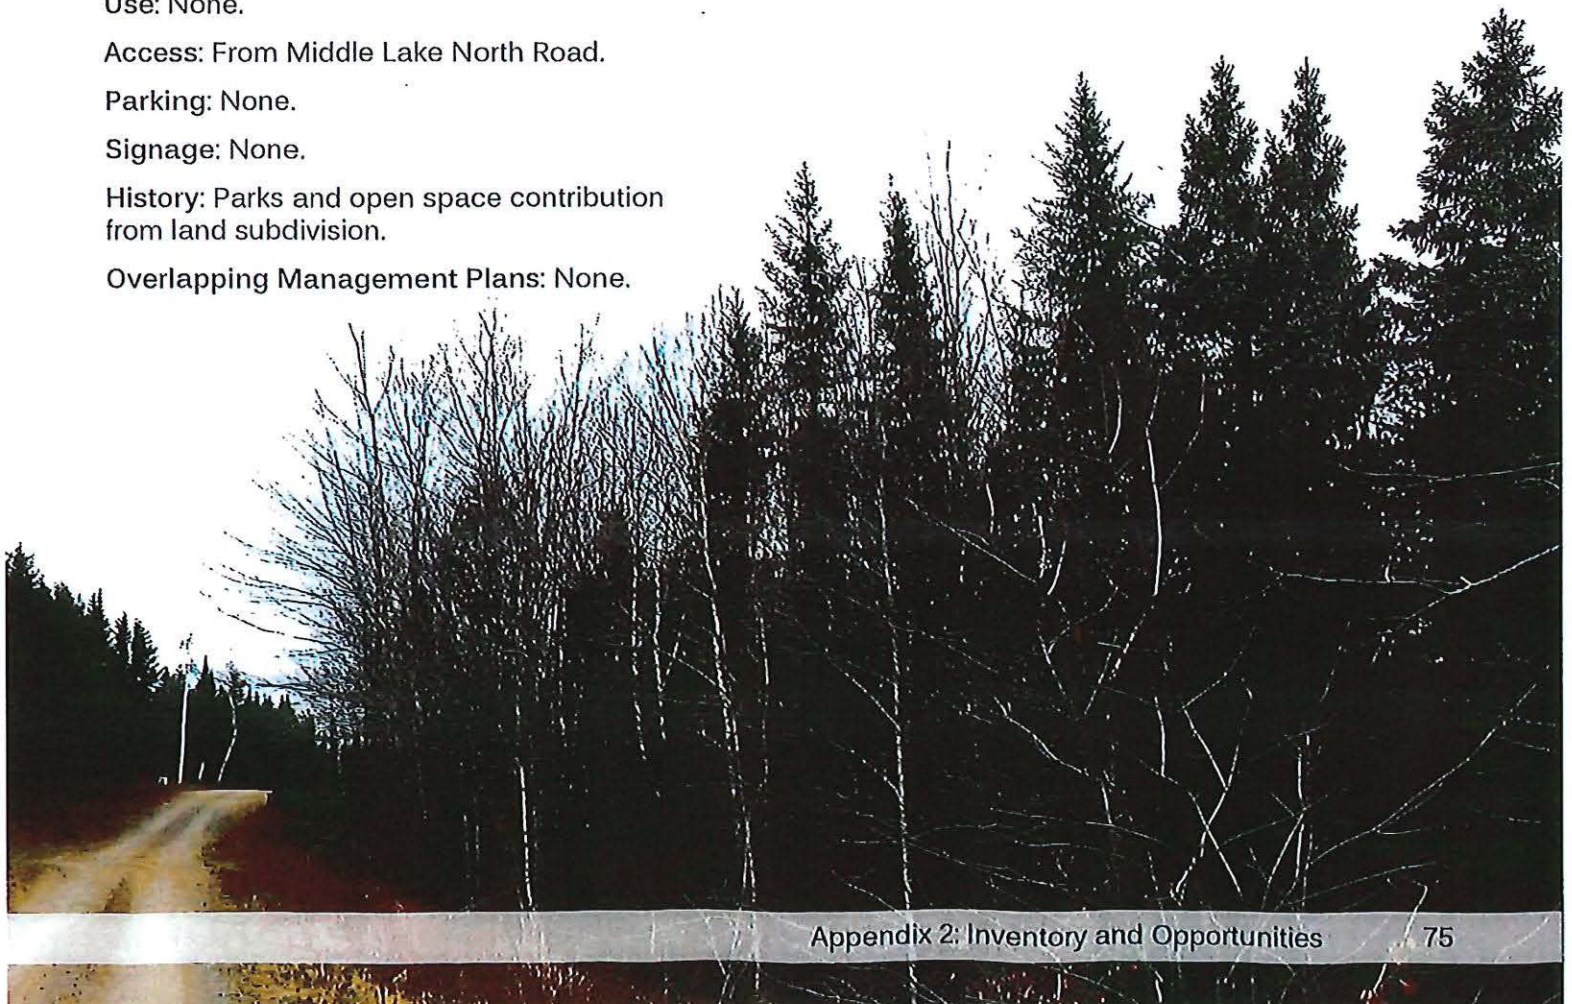 Use: None.
Access: From Middle Lake North Road.
Parking: None.
Signage: None.
History: Parks and open space contribution
from land subdivision.
Overlapping Management Plans: None.
Appendix 2: Inventory and Opportunities 75